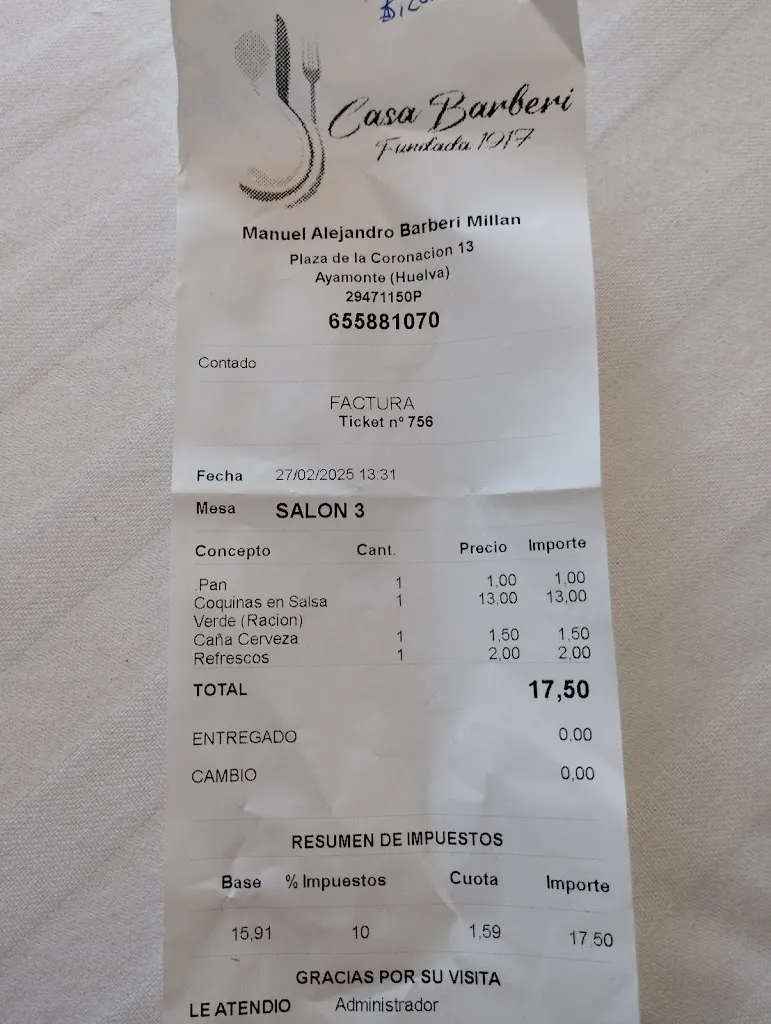 Casa Barberi
Fundada 1917
Manuel Alejandro Barberi Millan
Plaza de la Coronacion 13
Ayamonte (Huelva)
29471150P
655881070
Contado
FACTURA
Ticket nº 756
Fecha 27/02/2025 13:31
Mesa SALON 3
Concepto Cant. Precio Importe
.Pan 1 1,00 1,00
Coquinas en Salsa 1 13,00 13,00
Verde (Racion)
Caña Cerveza 1 1,50 1,50
Refrescos 1 2,00 2,00
TOTAL 17,50
ENTREGADO 0,00
CAMBIO 0,00
RESUMEN DE IMPUESTOS
Base % Impuestos Cuota Importe
15,91 10 1,59 17,50
GRACIAS POR SU VISITA
LE ATENDIO Administrador